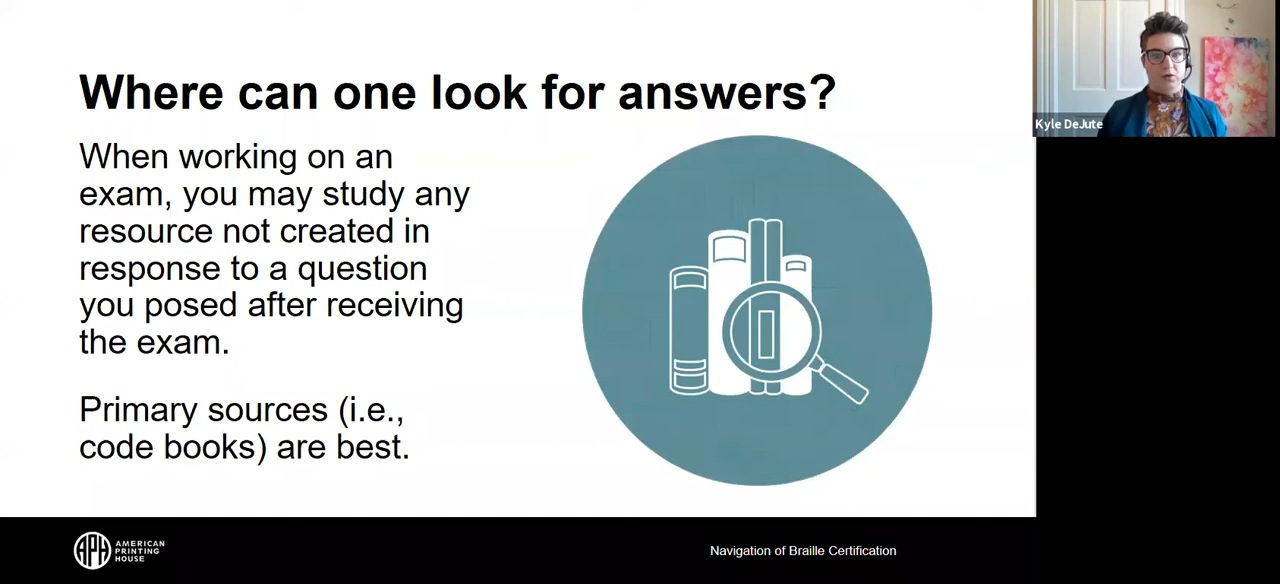 Where can one look for answers?
When working on an
exam, you may study any
resource not created in
response to a question
you posed after receiving
the exam.
Primary sources (i.e.,
code books) are best.
Kyle DeJute
APH
AMERICAN
PRINTING
HOUSE
Navigation of Braille Certification